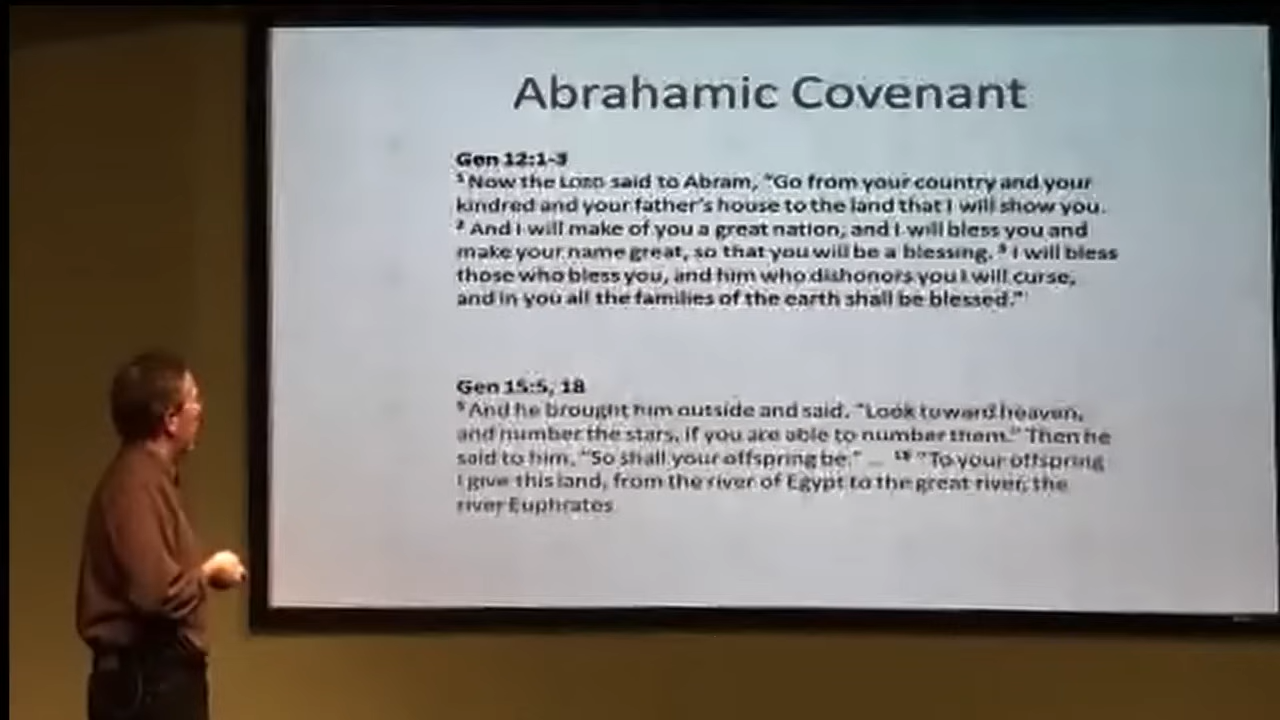 Abrahamic Covenant
Gen 12:1-3
¹ Now the LORD said to Abram, “Go from your country and your
kindred and your father’s house to the land that I will show you.
² And I will make of you a great nation, and I will bless you and
make your name great, so that you will be a blessing. ³ I will bless
those who bless you, and him who dishonors you I will curse,
and in you all the families of the earth shall be blessed.”
Gen 15:5, 18
⁵ And he brought him outside and said, “Look toward heaven,
and number the stars, if you are able to number them.” Then he
said to him, “So shall your offspring be.” ... ¹⁸ “To your offspring
I give this land, from the river of Egypt to the great river, the
river Euphrates